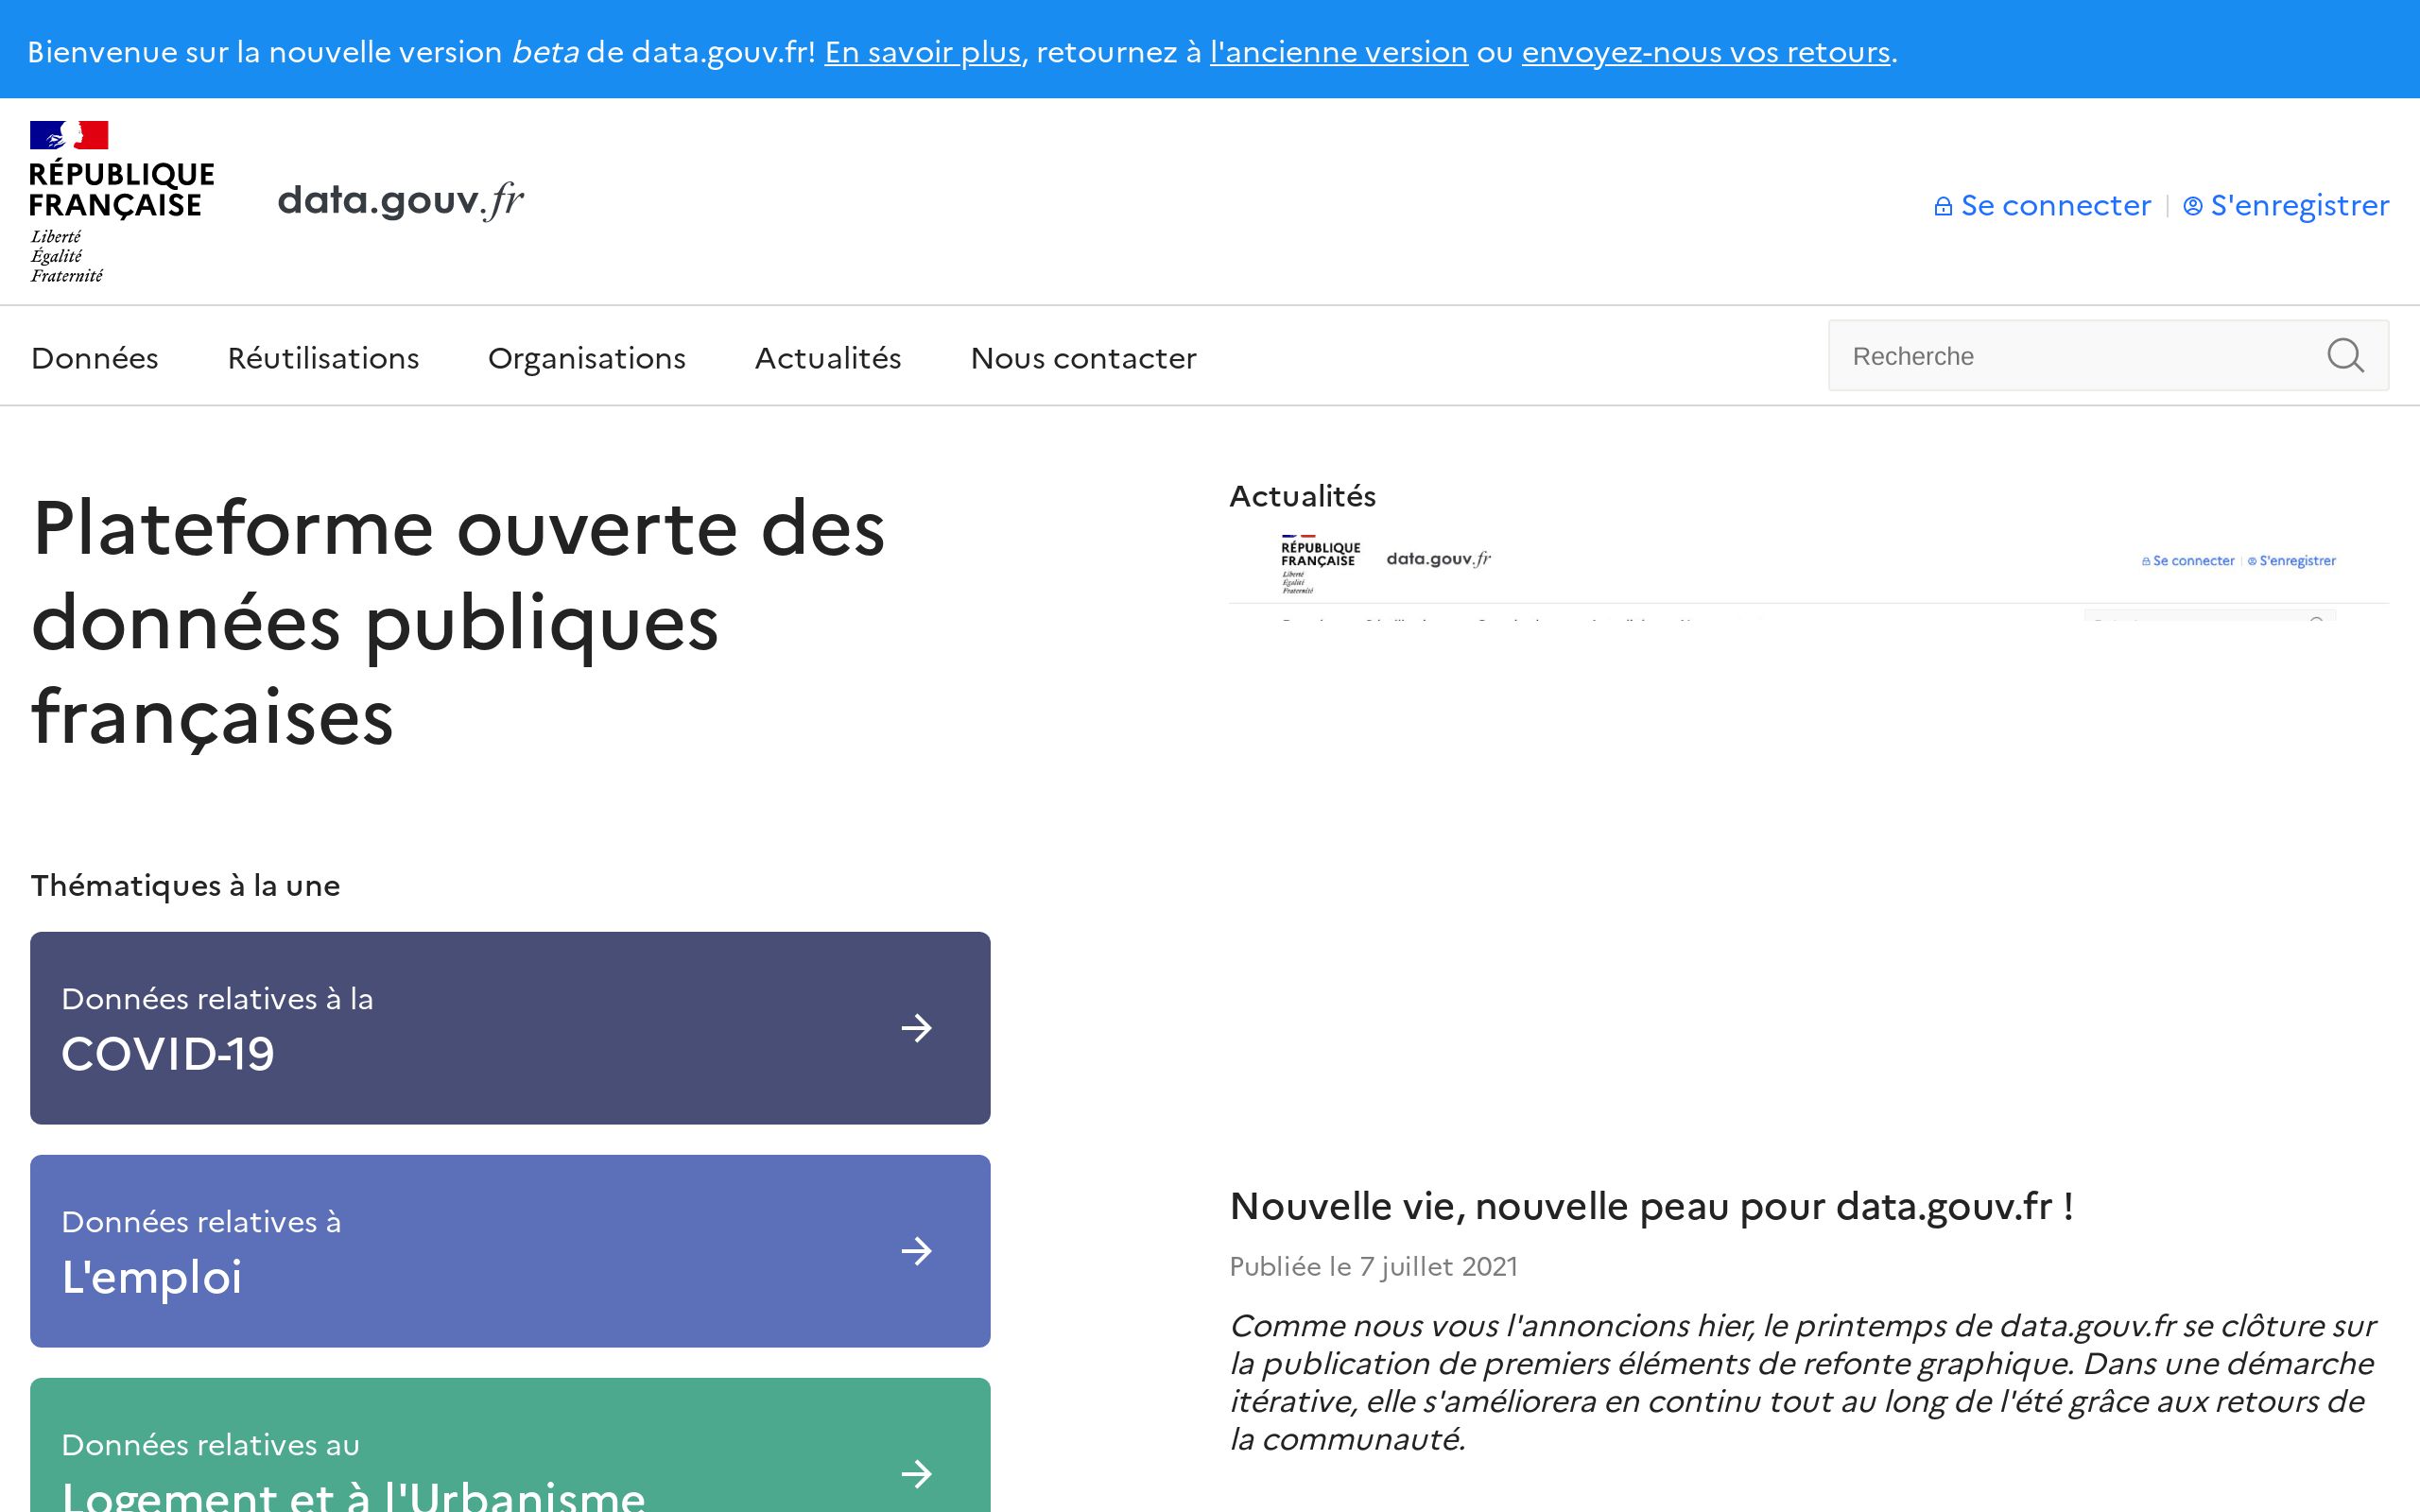 Bienvenue sur la nouvelle version beta de data.gouv.fr! En savoir plus, retournez à l'ancienne version ou envoyez-nous vos retours.
RÉPUBLIQUE
FRANÇAISE
Liberté
Égalité
Fraternité
data.gouv.fr
Se connecter
S'enregistrer
Données
Réutilisations
Organisations
Actualités
Nous contacter
Recherche
Plateforme ouverte des
données publiques
françaises
Thématiques à la une
Données relatives à la
COVID-19
Données relatives à
L'emploi
Données relatives au
Logement et à l'Urbanisme
Actualités
RÉPUBLIQUE
FRANÇAISE
Liberté
Égalité
Fraternité
data.gouv.fr
Se connecter
S'enregistrer
Nouvelle vie, nouvelle peau pour data.gouv.fr !
Publiée le 7 juillet 2021
Comme nous vous l'annoncions hier, le printemps de data.gouv.fr se clôture sur
la publication de premiers éléments de refonte graphique. Dans une démarche
itérative, elle s'améliorera en continu tout au long de l'été grâce aux retours de
la communauté.